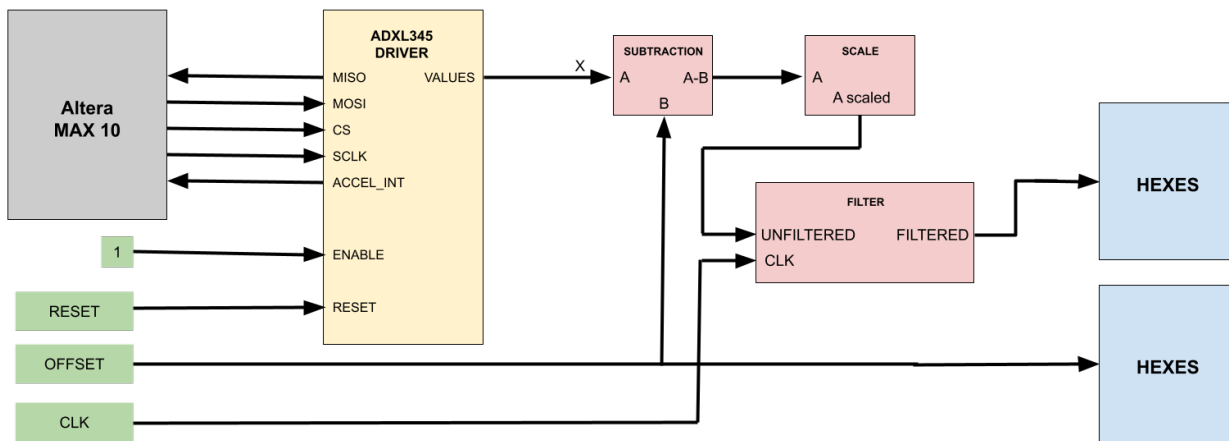 Altera
MAX 10
ADXL345
DRIVER
MISO
VALUES
MOSI
CS
SCLK
ACCEL_INT
ENABLE
RESET
X
SUBTRACTION
A
A-B
B
SCALE
A
A scaled
FILTER
UNFILTERED
FILTERED
CLK
HEXES
HEXES
1
RESET
OFFSET
CLK